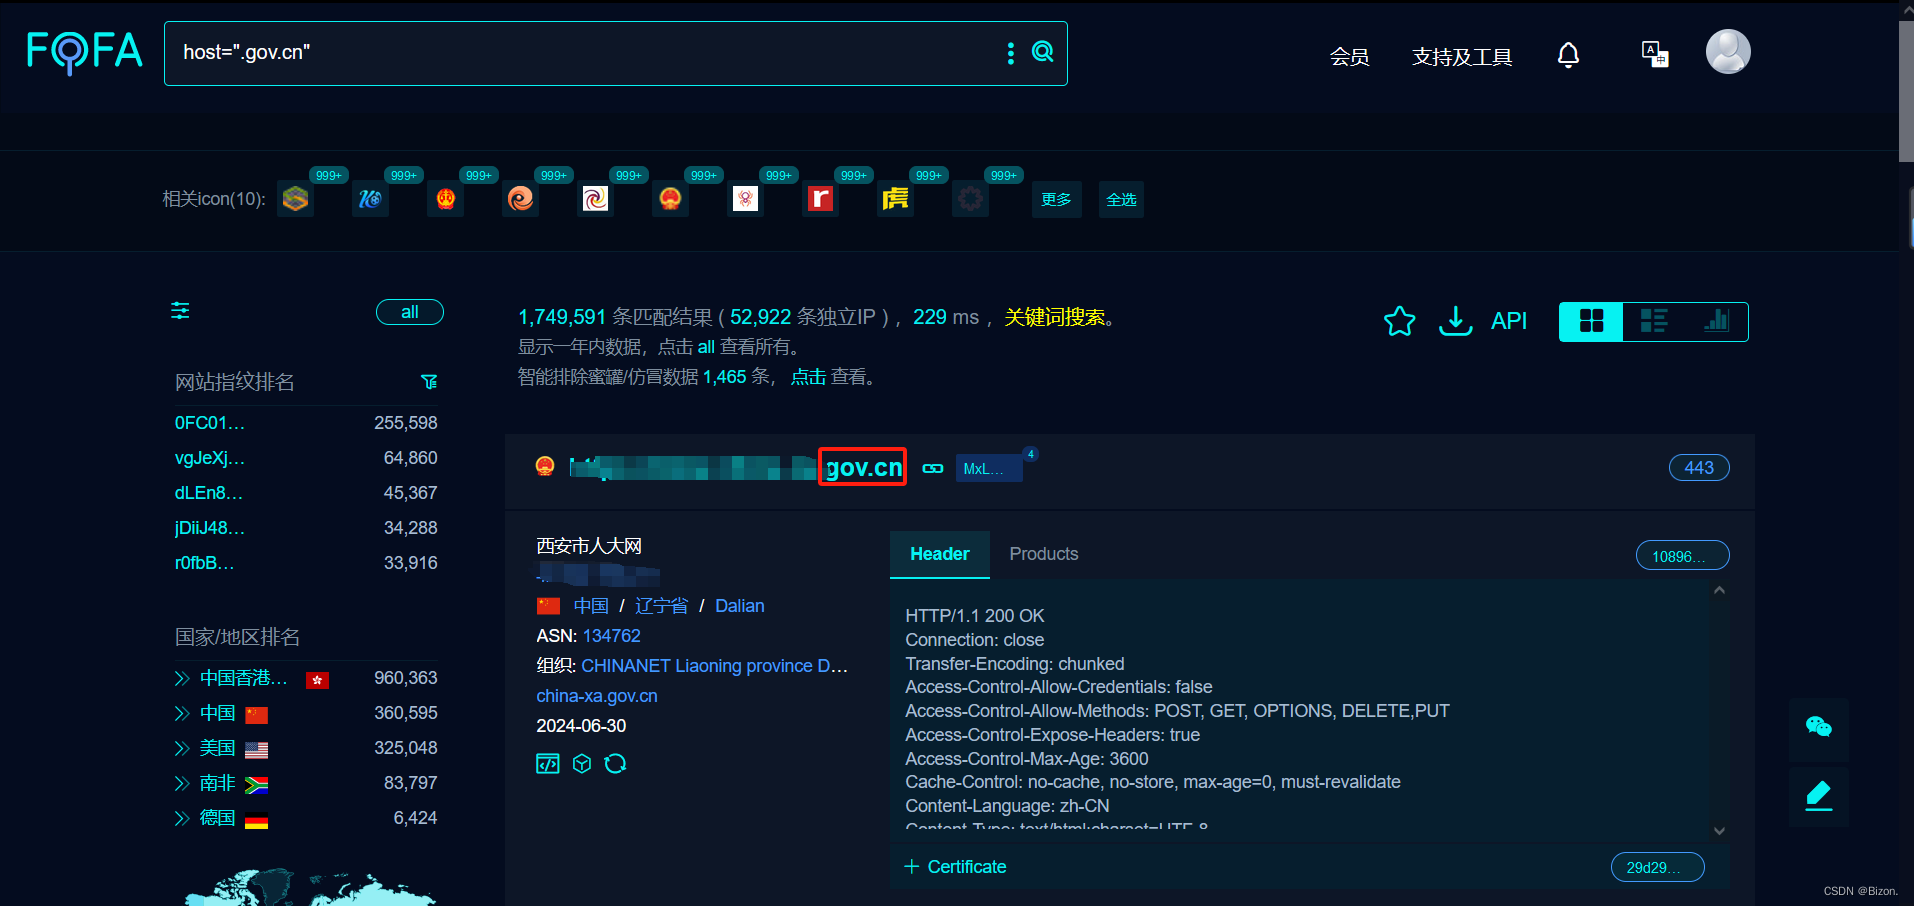 FOFA
host=".gov.cn"
会员
支持及工具
A
中
相关icon(10):
999+
999+
999+
999+
999+
999+
999+
999+
999+
999+
更多
全选
all
1,749,591 条匹配结果 ( 52,922 条独立IP ) , 229 ms , 关键词搜索。
显示一年内数据，点击 all 查看所有。
智能排除蜜罐/仿冒数据 1,465 条， 点击 查看。
API
网站指纹排名
0FC01... 255,598
vgJeXj... 64,860
dLEn8... 45,367
jDiiJ48... 34,288
r0fbB... 33,916
国家/地区排名
中国香港... 960,363
中国 360,595
美国 325,048
南非 83,797
德国 6,424
gov.cn
MxL...
4
443
西安市人大网
中国 / 辽宁省 / Dalian
ASN: 134762
组织: CHINANET Liaoning province D...
china-xa.gov.cn
2024-06-30
Header
Products
10896...
HTTP/1.1 200 OK
Connection: close
Transfer-Encoding: chunked
Access-Control-Allow-Credentials: false
Access-Control-Allow-Methods: POST, GET, OPTIONS, DELETE,PUT
Access-Control-Expose-Headers: true
Access-Control-Max-Age: 3600
Cache-Control: no-cache, no-store, max-age=0, must-revalidate
Content-Language: zh-CN
Content-Type: text/html;charset=UTF-8
+ Certificate
29d29...
CSDN @Bizon.